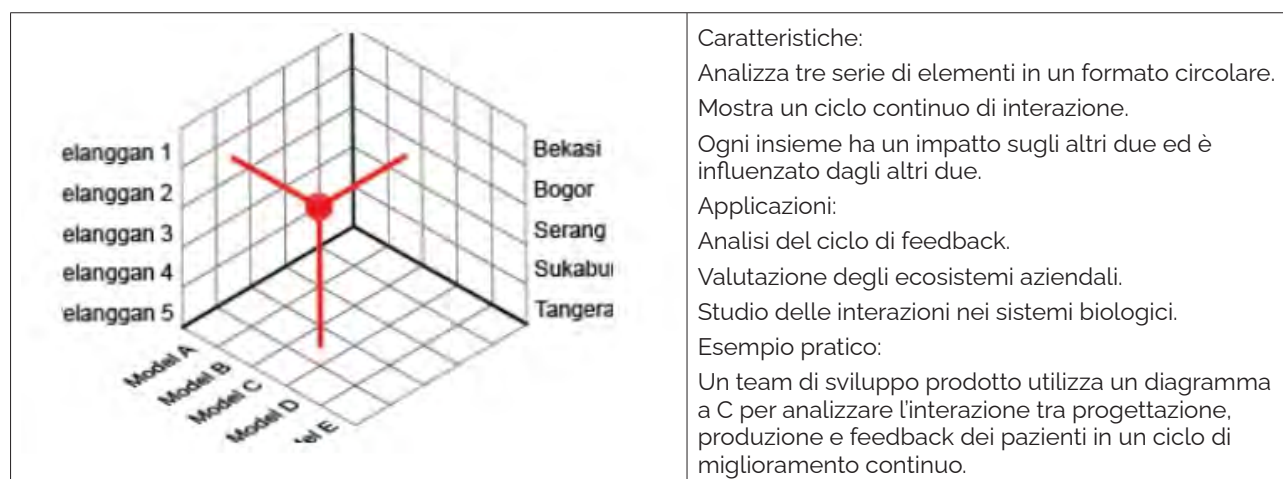 elanggan 1
elanggan 2
elanggan 3
elanggan 4
elanggan 5
Model A
Model B
Model C
Model D
del E
Bekasi
Bogor
Serang
Sukabu
Tangera
Caratteristiche:
Analizza tre serie di elementi in un formato circolare.
Mostra un ciclo continuo di interazione.
Ogni insieme ha un impatto sugli altri due ed è
influenzato dagli altri due.
Applicazioni:
Analisi del ciclo di feedback.
Valutazione degli ecosistemi aziendali.
Studio delle interazioni nei sistemi biologici.
Esempio pratico:
Un team di sviluppo prodotto utilizza un diagramma
a C per analizzare l’interazione tra progettazione,
produzione e feedback dei pazienti in un ciclo di
miglioramento continuo.